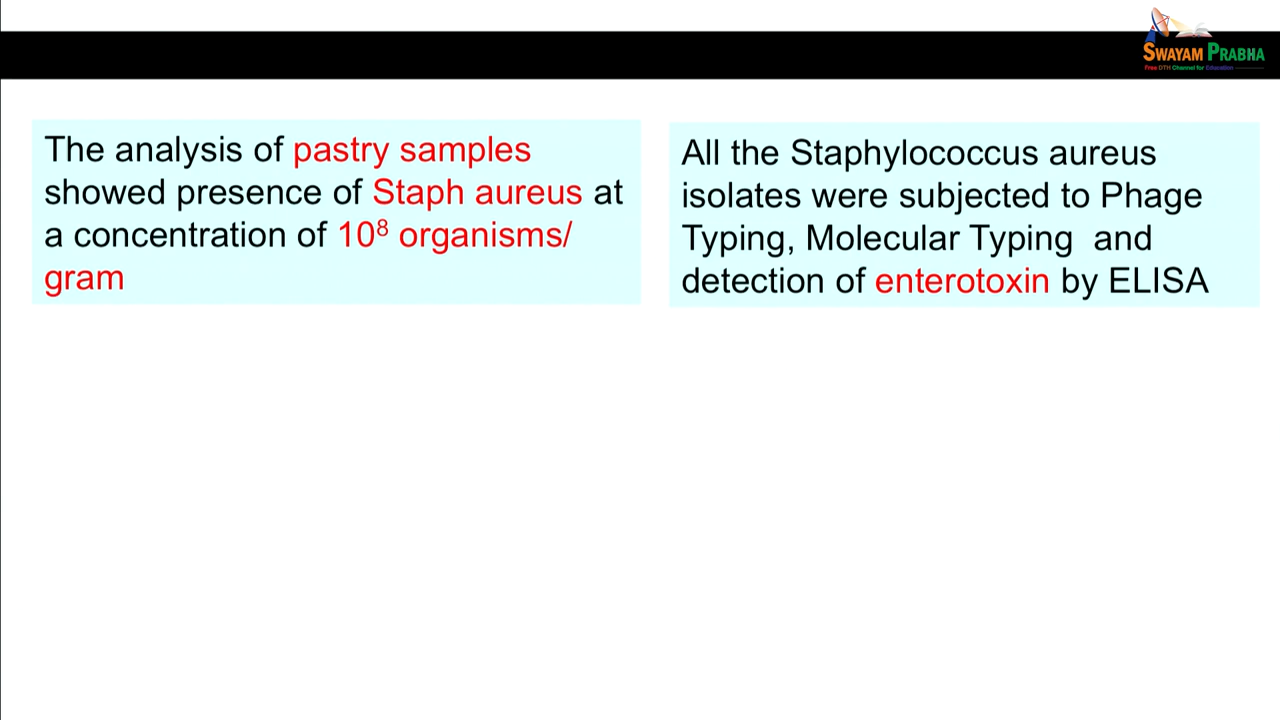 SWAYAM PRABHA
Free DTH Channel for Education
The analysis of pastry samples
showed presence of Staph aureus at
a concentration of 10⁸ organisms/
gram
All the Staphylococcus aureus
isolates were subjected to Phage
Typing, Molecular Typing and
detection of enterotoxin by ELISA